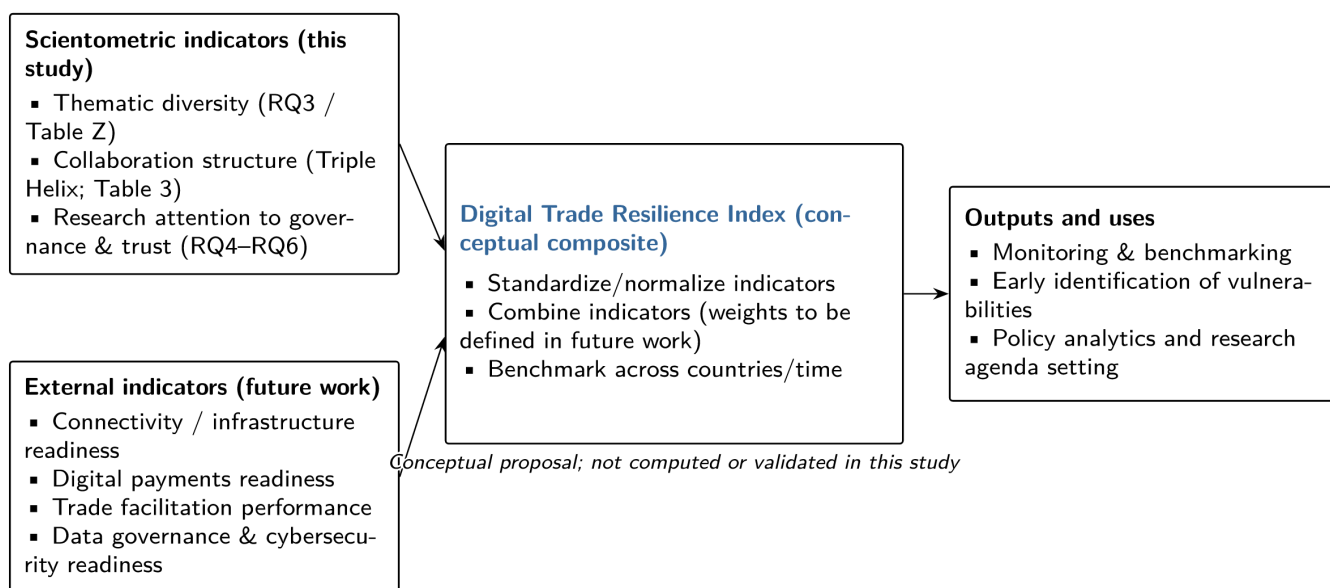 Scientometric indicators (this
study)
▪ Thematic diversity (RQ3 /
Table Z)
▪ Collaboration structure (Triple
Helix; Table 3)
▪ Research attention to gover-
nance & trust (RQ4–RQ6)
External indicators (future work)
▪ Connectivity / infrastructure
readiness
▪ Digital payments readiness
▪ Trade facilitation performance
▪ Data governance & cybersecu-
rity readiness
Digital Trade Resilience Index (con-
ceptual composite)
▪ Standardize/normalize indicators
▪ Combine indicators (weights to be
defined in future work)
▪ Benchmark across countries/time
Conceptual proposal; not computed or validated in this study
Outputs and uses
▪ Monitoring & benchmarking
▪ Early identification of vulnera-
bilities
▪ Policy analytics and research
agenda setting